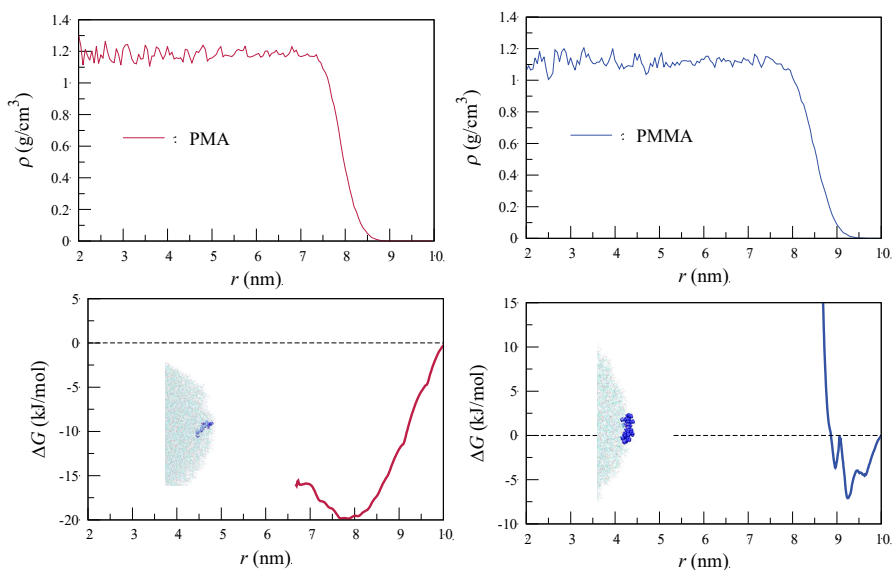 1.4
1.2
1.
0.8
0.6
0.4
0.2
0
ρ (g/cm³)
: PMA
2 3 4 5 6 7 8 9 10.
r (nm).
1.4
1.2
1.
0.8
0.6
0.4
0.2
0.
ρ (g/cm³)
: PMMA
2 3 4 5 6 7 8 9 10.
r (nm).
5
0
-5
-10
-15
-20
ΔG (kJ/mol)
2 3 4 5 6 7 8 9 10.
r (nm).
15
10
5
0
-5
-10
ΔG (kJ/mol)
2 3 4 5 6 7 8 9 10.
r (nm).